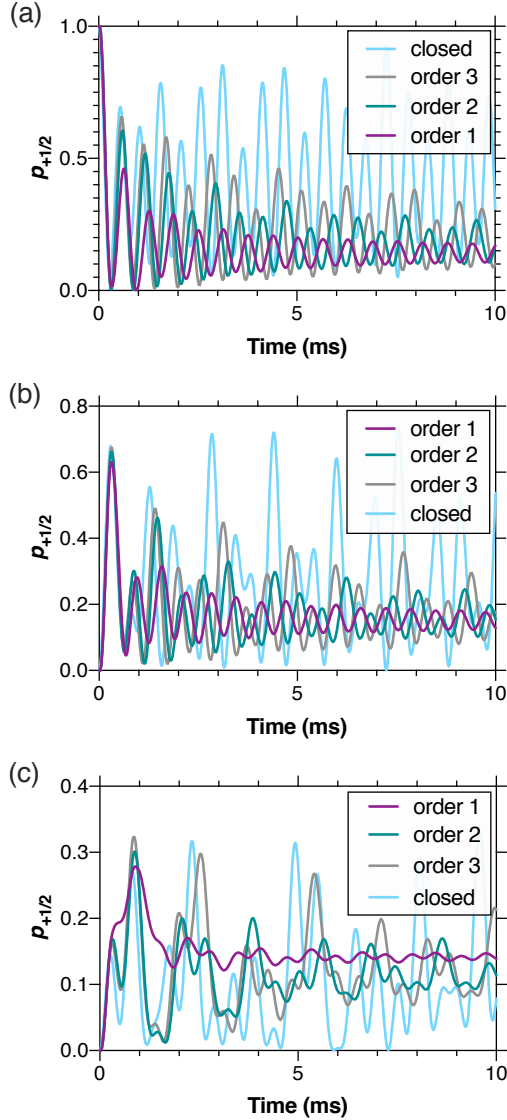 (a)
1.0
0.5
0.0
p+1/2
closed
order 3
order 2
order 1
0
5
10
Time (ms)
(b)
0.8
0.6
0.4
0.2
0.0
p+1/2
order 1
order 2
order 3
closed
0
5
10
Time (ms)
(c)
0.4
0.3
0.2
0.1
0.0
p+1/2
order 1
order 2
order 3
closed
0
5
10
Time (ms)